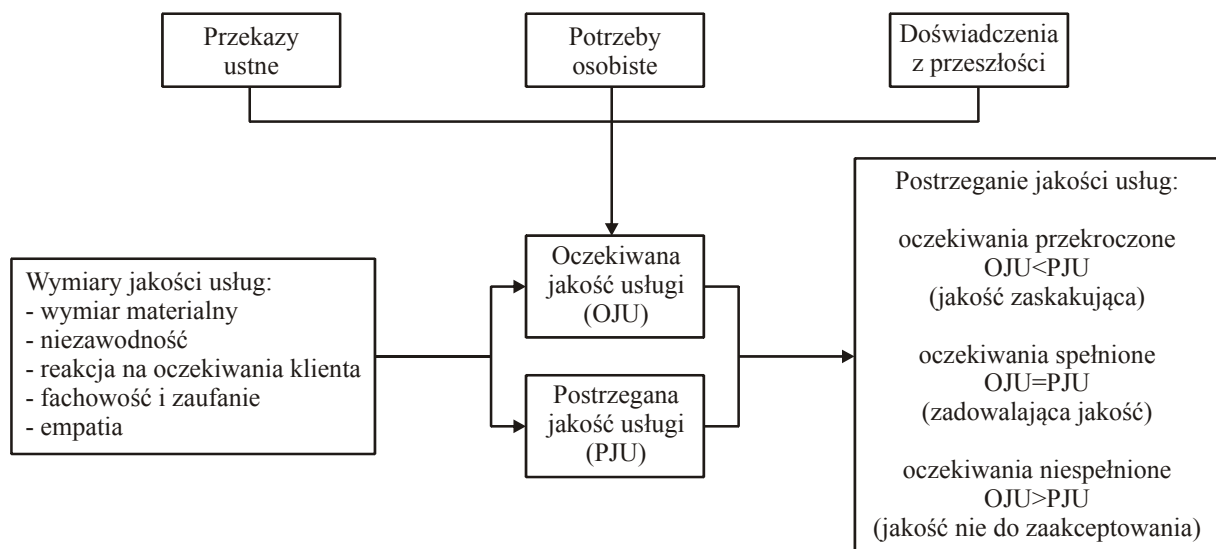 Przekazy
ustne
Potrzeby
osobiste
Doświadczenia
z przeszłości
Wymiary jakości usług:
- wymiar materialny
- niezawodność
- reakcja na oczekiwania klienta
- fachowość i zaufanie
- empatia
Oczekiwana
jakość usługi
(OJU)
Postrzegana
jakość usługi
(PJU)
Postrzeganie jakości usług:
oczekiwania przekroczone
OJU<PJU
(jakość zaskakująca)
oczekiwania spełnione
OJU=PJU
(zadowalająca jakość)
oczekiwania niespełnione
OJU>PJU
(jakość nie do zaakceptowania)